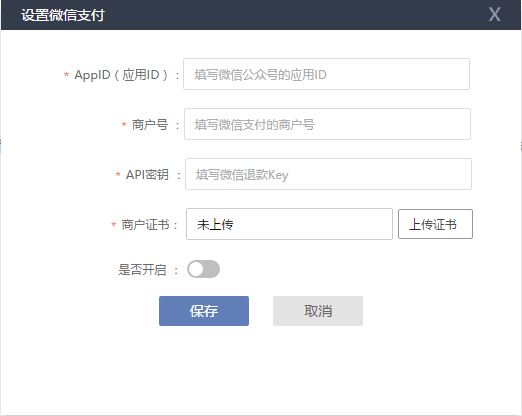 设置微信支付 X
* AppID（应用ID）: 填写微信公众号的应用ID
* 商户号 : 填写微信支付的商户号
* API密钥 : 填写微信退款Key
* 商户证书: 未上传 上传证书
是否开启 :
保存 取消